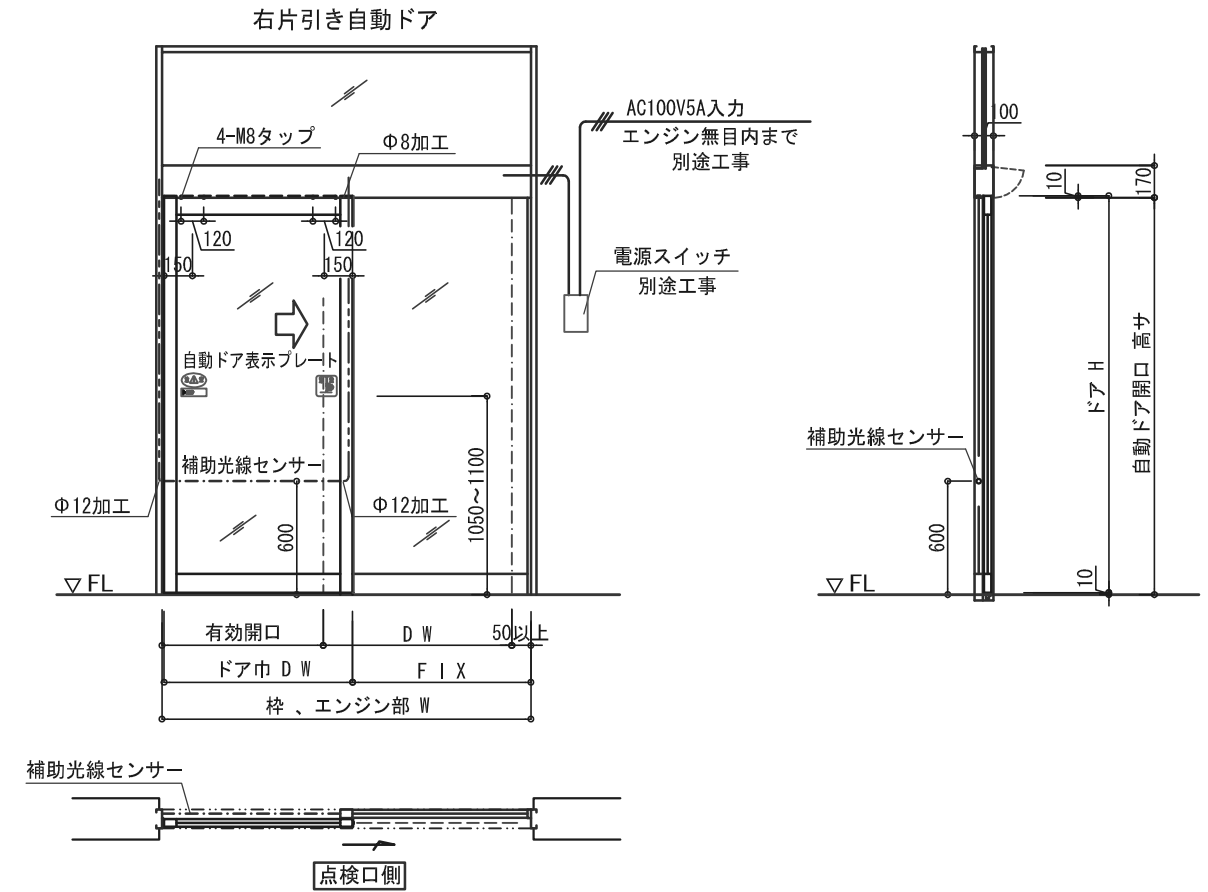 右片引き自動ドア
AC100V5A入力
エンジン無目内まで
別途工事
4-M8タップ
Φ8加工
120
120
150
150
電源スイッチ
別途工事
自動ドア表示プレート
補助光線センサー
Φ12加工
Φ12加工
600
1050～1100
▽FL
有効開口
DW
50以上
ドア巾 DW
FIX
枠、エンジン部 W
100
10
170
ドア H
自動ドア開口 高サ
補助光線センサー
600
10
▽FL
補助光線センサー
点検口側